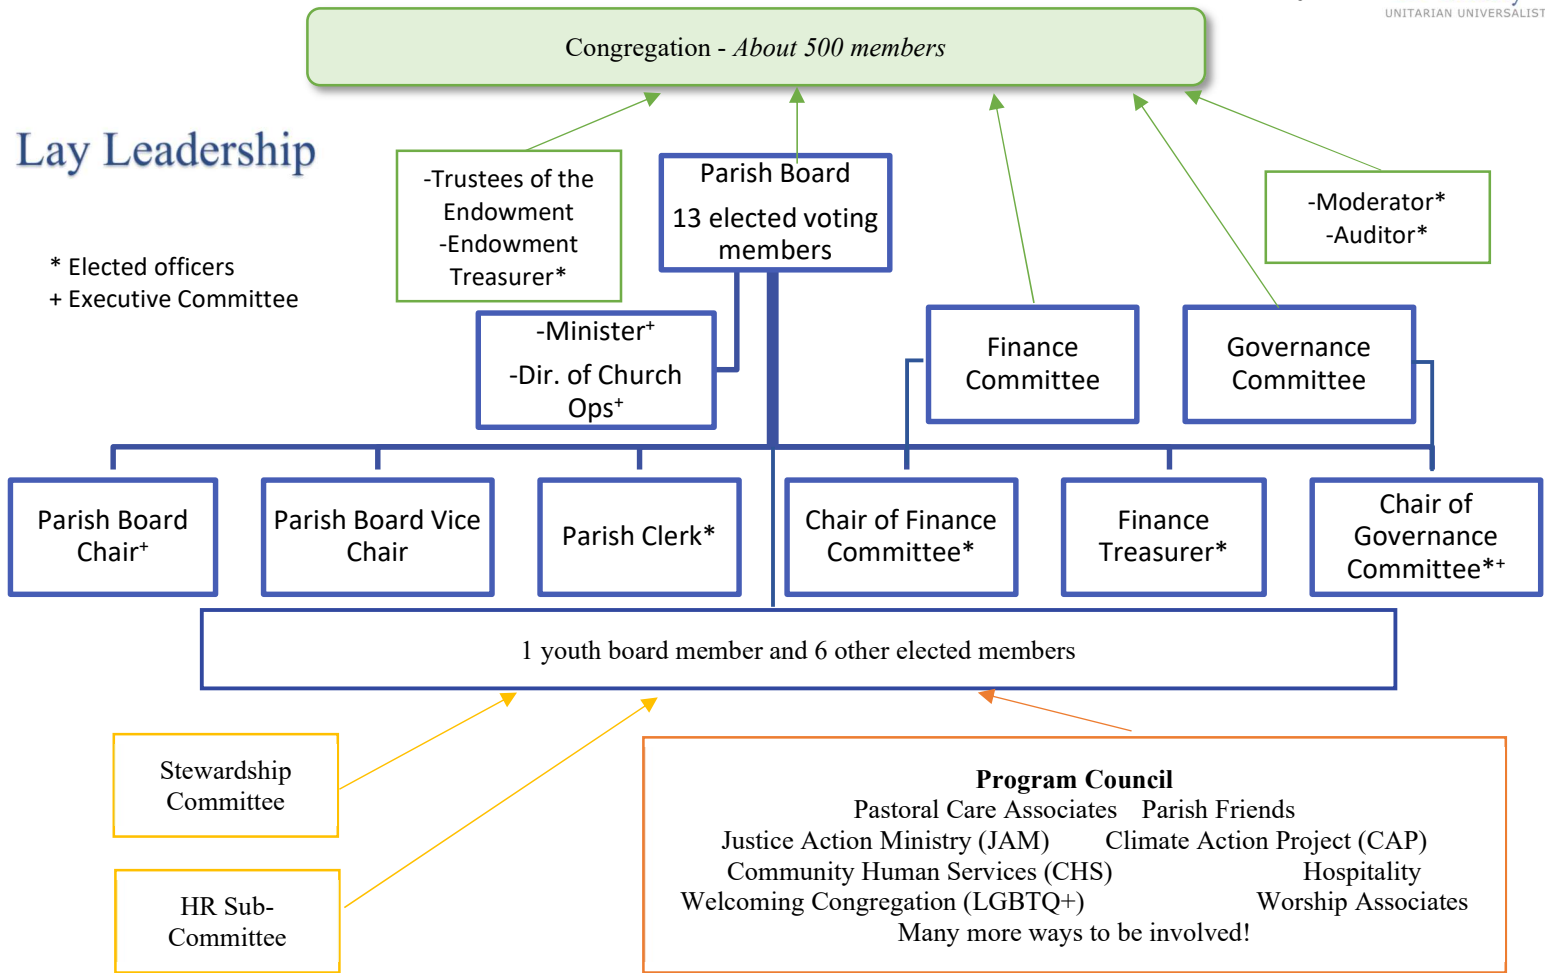 UNITARIAN UNIVERSALIST
Congregation - About 500 members
Lay Leadership
* Elected officers
+ Executive Committee
-Trustees of the
Endowment
-Endowment
Treasurer*
Parish Board
13 elected voting
members
-Moderator*
-Auditor*
-Minister+
-Dir. of Church
Ops+
Finance
Committee
Governance
Committee
Parish Board
Chair+
Parish Board Vice
Chair
Parish Clerk*
Chair of Finance
Committee*
Finance
Treasurer*
Chair of
Governance
Committee*+
1 youth board member and 6 other elected members
Stewardship
Committee
HR Sub-
Committee
Program Council
Pastoral Care Associates Parish Friends
Justice Action Ministry (JAM) Climate Action Project (CAP)
Community Human Services (CHS) Hospitality
Welcoming Congregation (LGBTQ+) Worship Associates
Many more ways to be involved!